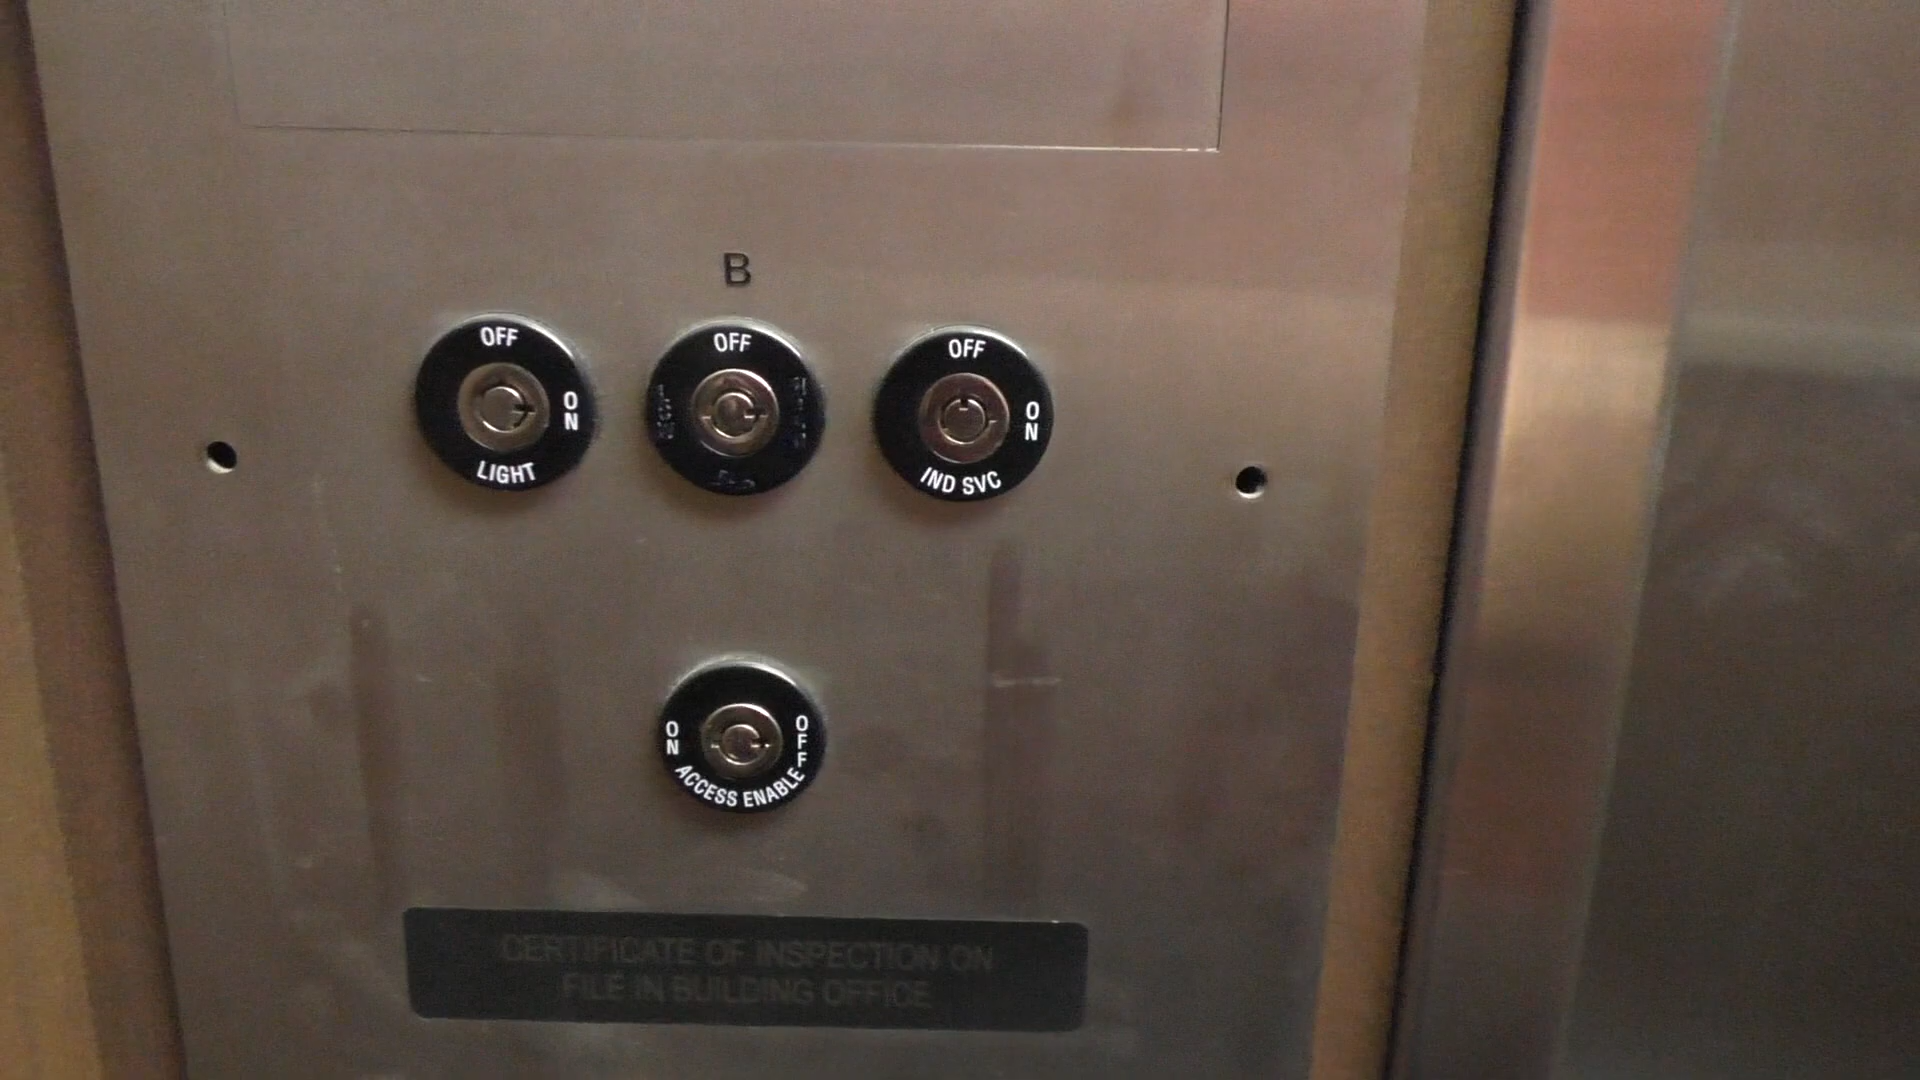 B
OFF
ON
LIGHT
OFF
OFF
ON
IND SVC
ON
OFF
ACCESS ENABLE
CERTIFICATE OF INSPECTION ON
FILE IN BUILDING OFFICE